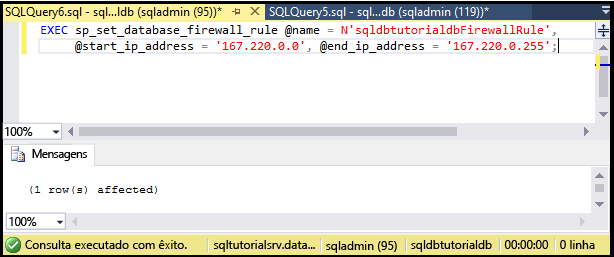 SQLQuery6.sql - sql...ldb (sqladmin (95))* SQLQuery5.sql - sql...db (sqladmin (119))*
EXEC sp_set_database_firewall_rule @name = N'sqldbtutorialdbFirewallRule',
@start_ip_address = '167.220.0.0', @end_ip_address = '167.220.0.255';
100%
Mensagens
(1 row(s) affected)
100%
Consulta executado com êxito. sqltutorialsrv.data... sqladmin (95) sqldbtutorialdb 00:00:00 0 linha